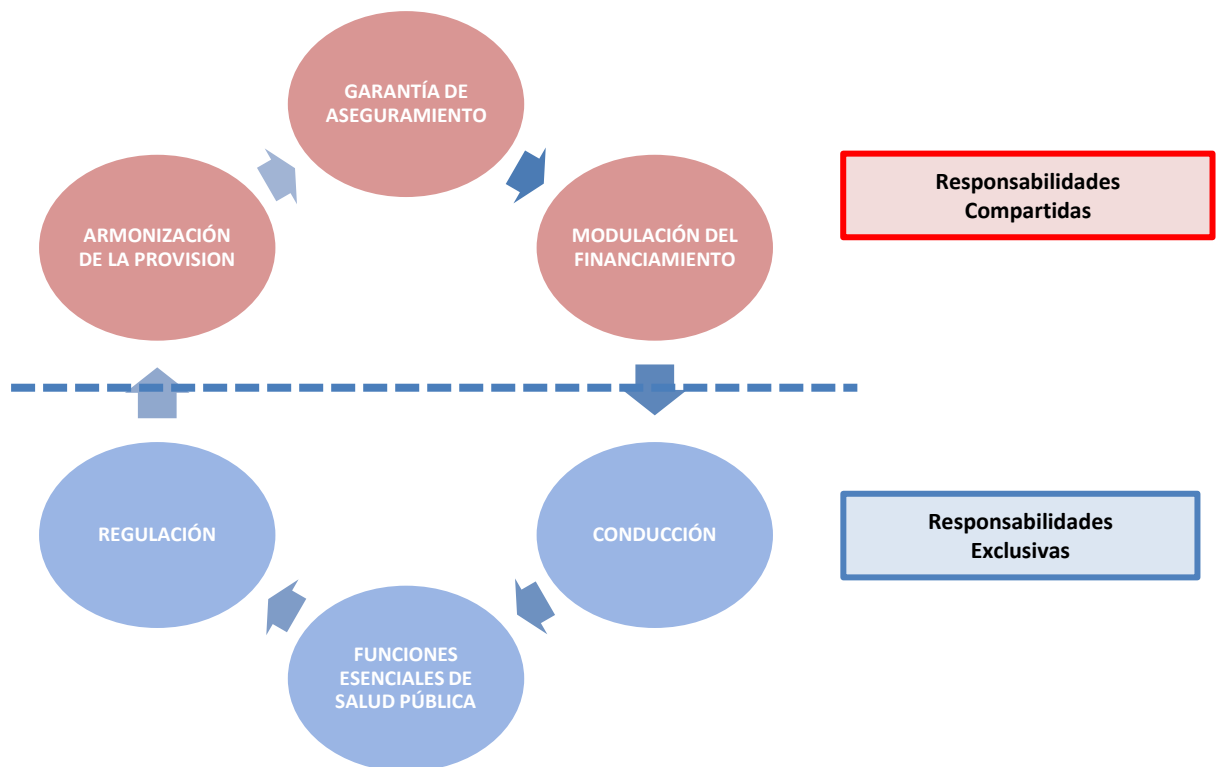 GARANTÍA DE
ASEGURAMIENTO
ARMONIZACIÓN
DE LA PROVISION
MODULACIÓN DEL
FINANCIAMIENTO
Responsabilidades
Compartidas
REGULACIÓN
CONDUCCIÓN
Responsabilidades
Exclusivas
FUNCIONES
ESENCIALES DE
SALUD PÚBLICA